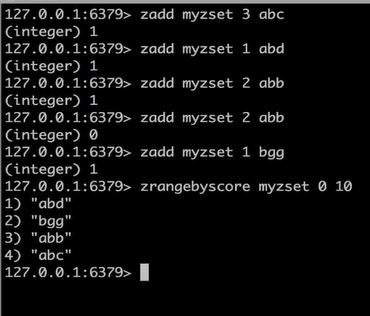 127.0.0.1:6379> zadd myzset 3 abc
(integer) 1
127.0.0.1:6379> zadd myzset 1 abd
(integer) 1
127.0.0.1:6379> zadd myzset 2 abb
(integer) 1
127.0.0.1:6379> zadd myzset 2 abb
(integer) 0
127.0.0.1:6379> zadd myzset 1 bgg
(integer) 1
127.0.0.1:6379> zrangebyscore myzset 0 10
1) "abd"
2) "bgg"
3) "abb"
4) "abc"
127.0.0.1:6379>